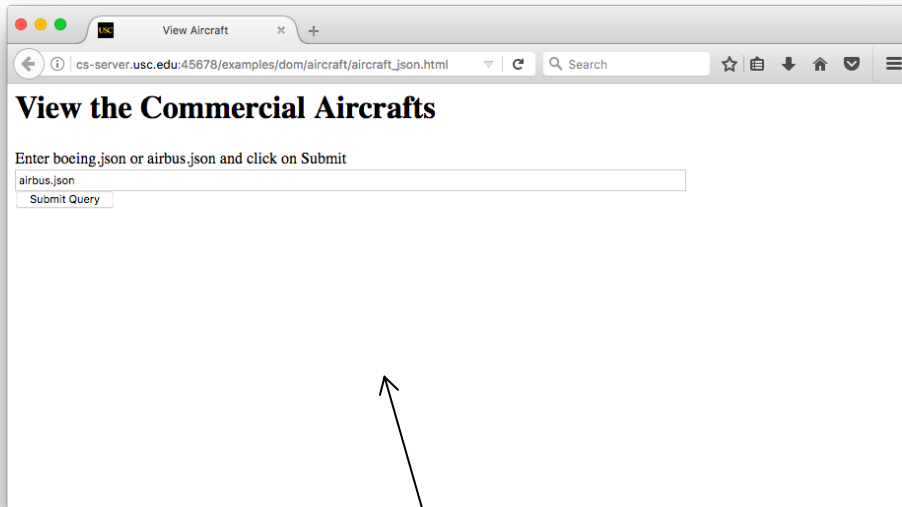 USC View Aircraft
cs-server.usc.edu:45678/examples/dom/aircraft/aircraft_json.html Search
View the Commercial Aircrafts
Enter boeing.json or airbus.json and click on Submit
airbus.json
Submit Query